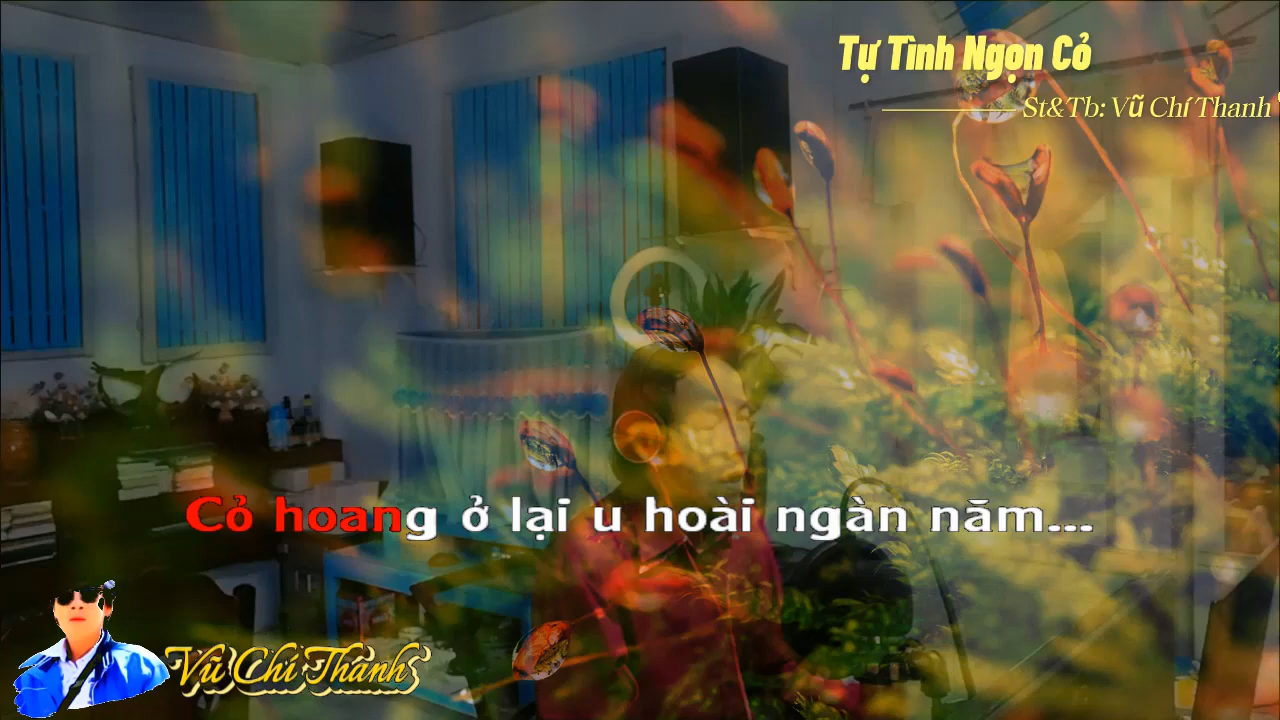 Tự Tình Ngọn Cỏ
St&Tb: Vũ Chí Thanh
Cỏ hoang ở lại u hoài ngàn năm...
Vũ Chí Thanh